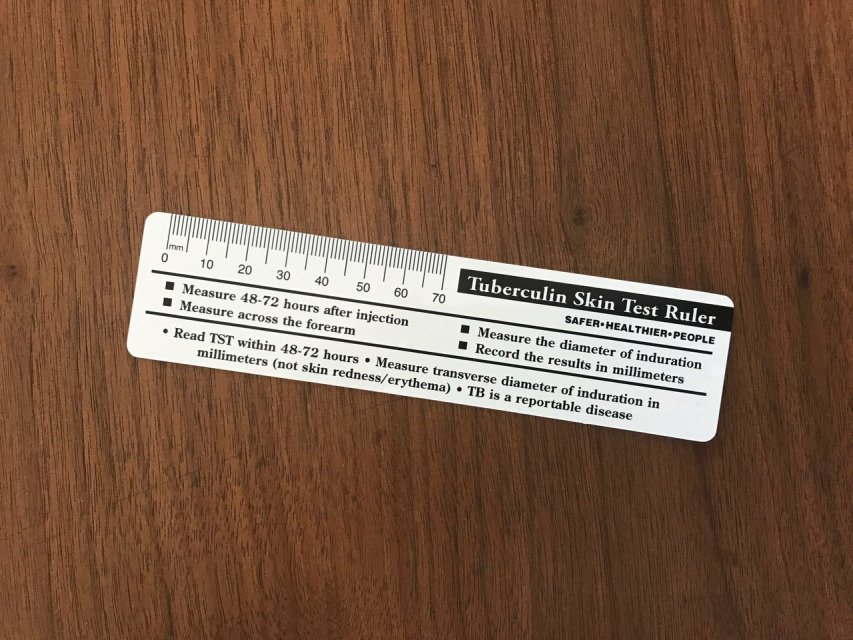 mm
0 10 20 30 40 50 60 70
Tuberculin Skin Test Ruler
SAFER•HEALTHIER•PEOPLE
■ Measure 48-72 hours after injection
■ Measure across the forearm
■ Measure the diameter of induration
■ Record the results in millimeters
• Read TST within 48-72 hours • Measure transverse diameter of induration in
millimeters (not skin redness/erythema) • TB is a reportable disease